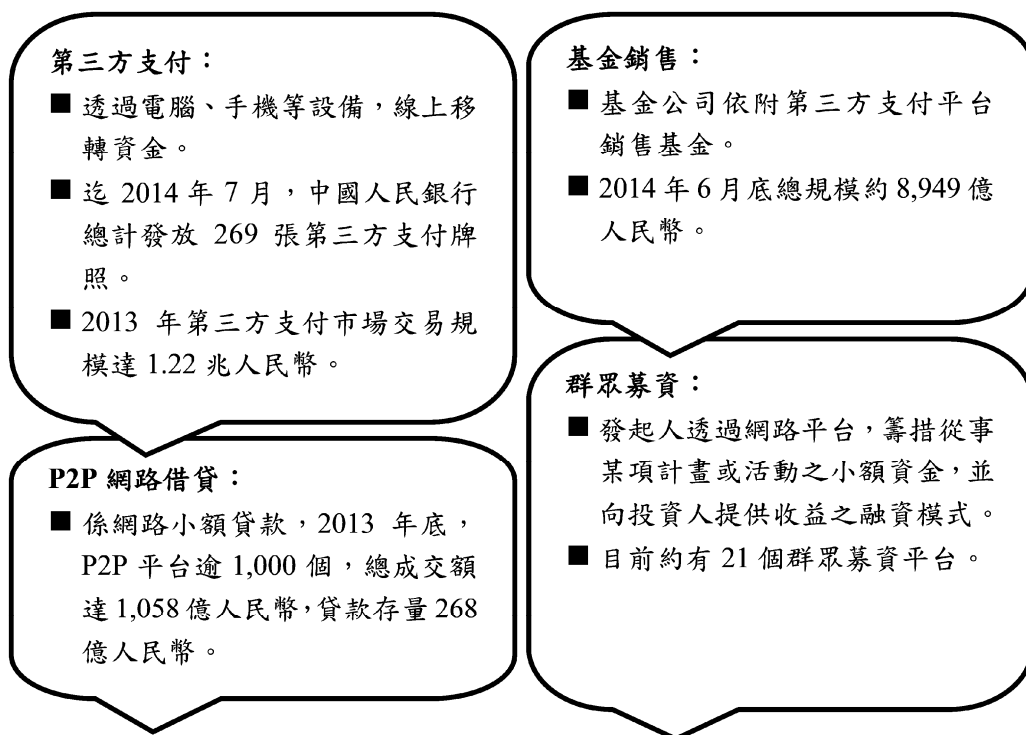 第三方支付：
■ 透過電腦、手機等設備，線上移
轉資金。
■ 迄 2014 年 7 月，中國人民銀行
總計發放 269 張第三方支付牌
照。
■ 2013 年第三方支付市場交易規
模達 1.22 兆人民幣。
P2P 網路借貸：
■ 係網路小額貸款，2013 年底，
P2P 平台逾 1,000 個，總成交額
達 1,058 億人民幣，貸款存量 268
億人民幣。
基金銷售：
■ 基金公司依附第三方支付平台
銷售基金。
■ 2014 年 6 月底總規模約 8,949 億
人民幣。
群眾募資：
■ 發起人透過網路平台，籌措從事
某項計畫或活動之小額資金，並
向投資人提供收益之融資模式。
■ 目前約有 21 個群眾募資平台。